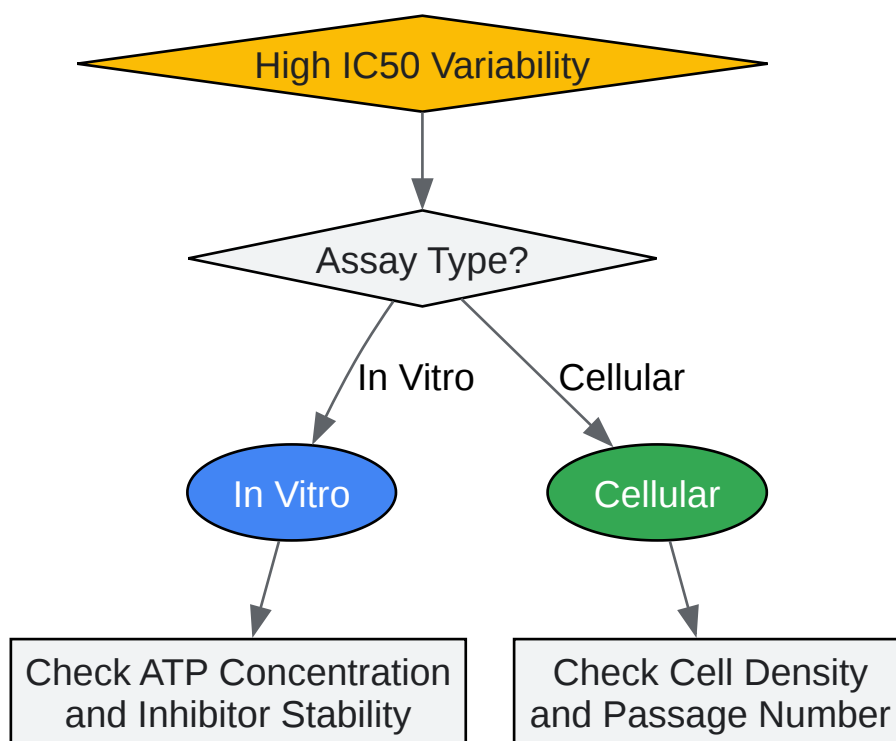 High IC50 Variability
Assay Type?
In Vitro
Cellular
In Vitro
Cellular
Check ATP Concentration
and Inhibitor Stability
Check Cell Density
and Passage Number